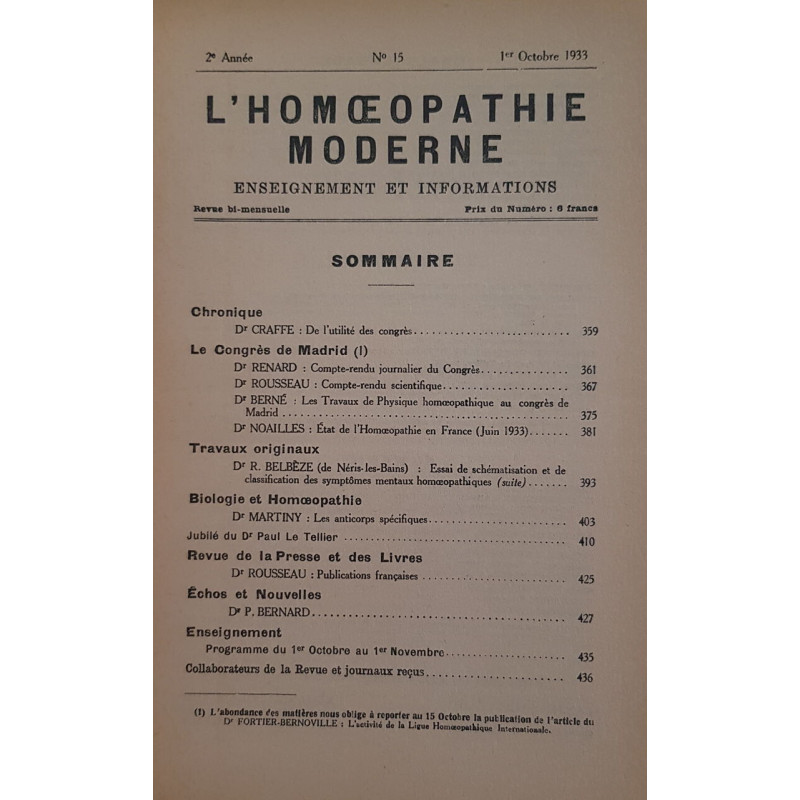 2e Année No 15 1er Octobre 1933
L'HOMŒOPATHIE
MODERNE
ENSEIGNEMENT ET INFORMATIONS
Revue bi-mensuelle Prix du Numéro : 6 francs
SOMMAIRE
Chronique
Dr CRAFFE : De l'utilité des congrès. . . . . . . . . . . . . . . . . . . . . . . . . . . 359
Le Congrès de Madrid (I)
Dr RENARD : Compte-rendu journalier du Congrès. . . . . . . . . . . . . . . 361
Dr ROUSSEAU : Compte-rendu scientifique. . . . . . . . . . . . . . . . . . . . . 367
Dr BERNÉ : Les Travaux de Physique homœopathique au congrès de
Madrid . . . . . . . . . . . . . . . . . . . . . . . . . . . . . . . . . . . . . . . . . . . . . . . . 375
Dr NOAILLES : État de l'Homœopathie en France (Juin 1933). . . . . . . 381
Travaux originaux
Dr R. BELBÈZE (de Néris-les-Bains) : Essai de schématisation et de
classification des symptômes mentaux homœopathiques (suite) . . . . . . . 393
Biologie et Homœopathie
Dr MARTINY : Les anticorps spécifiques. . . . . . . . . . . . . . . . . . . . . . . . 403
Jubilé du Dr Paul Le Tellier . . . . . . . . . . . . . . . . . . . . . . . . . . . . . . . . . . . . . . 410
Revue de la Presse et des Livres
Dr ROUSSEAU : Publications françaises . . . . . . . . . . . . . . . . . . . . . . . . 425
Échos et Nouvelles
Dr P. BERNARD. . . . . . . . . . . . . . . . . . . . . . . . . . . . . . . . . . . . . . . . . . . 427
Enseignement
Programme du 1er Octobre au 1er Novembre. . . . . . . . . . . . . . . . . . . . . 435
Collaborateurs de la Revue et journaux reçus. . . . . . . . . . . . . . . . . . . . . . . . 436
(I) L'abondance des matières nous oblige à reporter au 15 Octobre la publication de l'article du
Dr FORTIER-BERNOVILLE : L'activité de la Ligue Homœopathique Internationale.